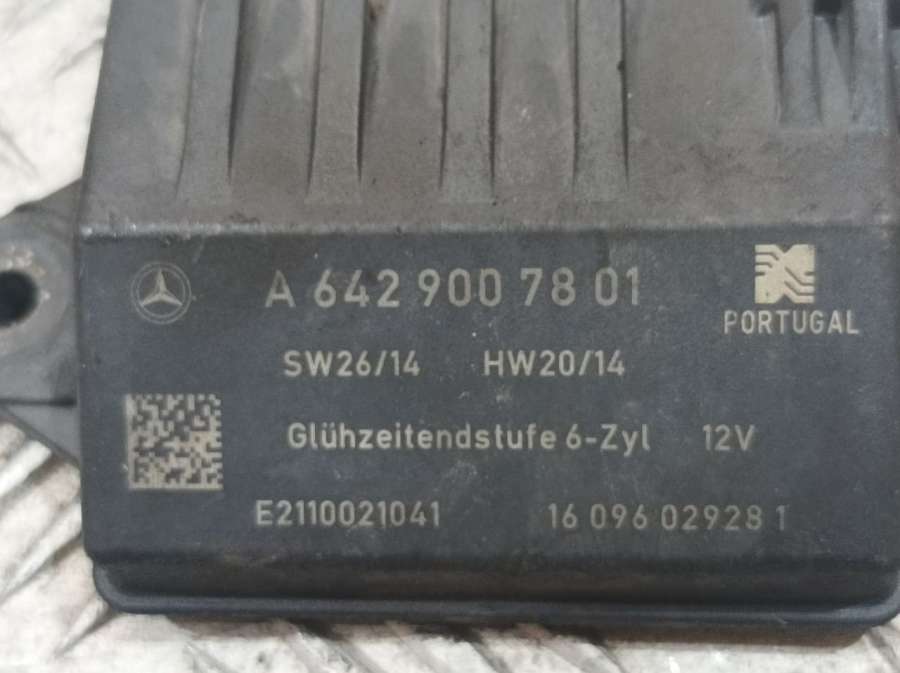 A 642 900 78 01
PORTUGAL
SW26/14 HW20/14
Glühzeitendstufe 6-Zyl 12V
E2110021041 16 096 02928 1